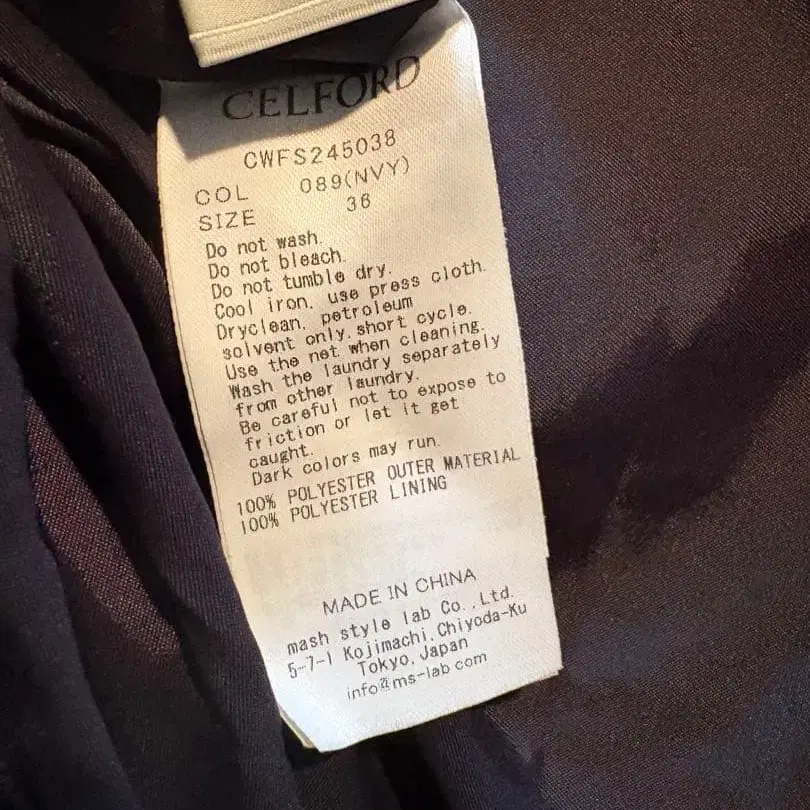 CELFORD
CWFS245038
COL 089(NVY)
SIZE 36
Do not wash.
Do not bleach.
Do not tumble dry.
Cool iron, use press cloth.
Dryclean, petroleum
solvent only, short cycle.
Use the net when cleaning.
Wash the laundry separately
from other laundry.
Be careful not to expose to
friction or let it get
caught.
Dark colors may run.
100% POLYESTER OUTER MATERIAL
100% POLYESTER LINING
MADE IN CHINA
mash style lab Co.,Ltd.
5-7-1 Kojimachi,Chiyoda-Ku
Tokyo,Japan
info@ms-lab.com